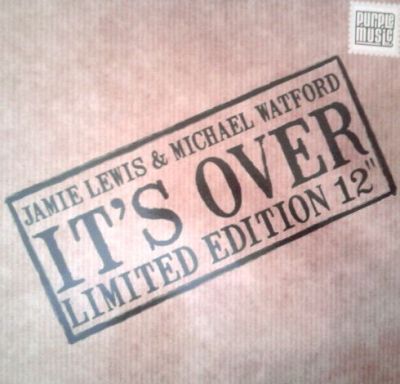 PURPLE
MUSIC
JAMIE LEWIS & MICHAEL WATFORD
IT'S OVER
LIMITED EDITION 12"